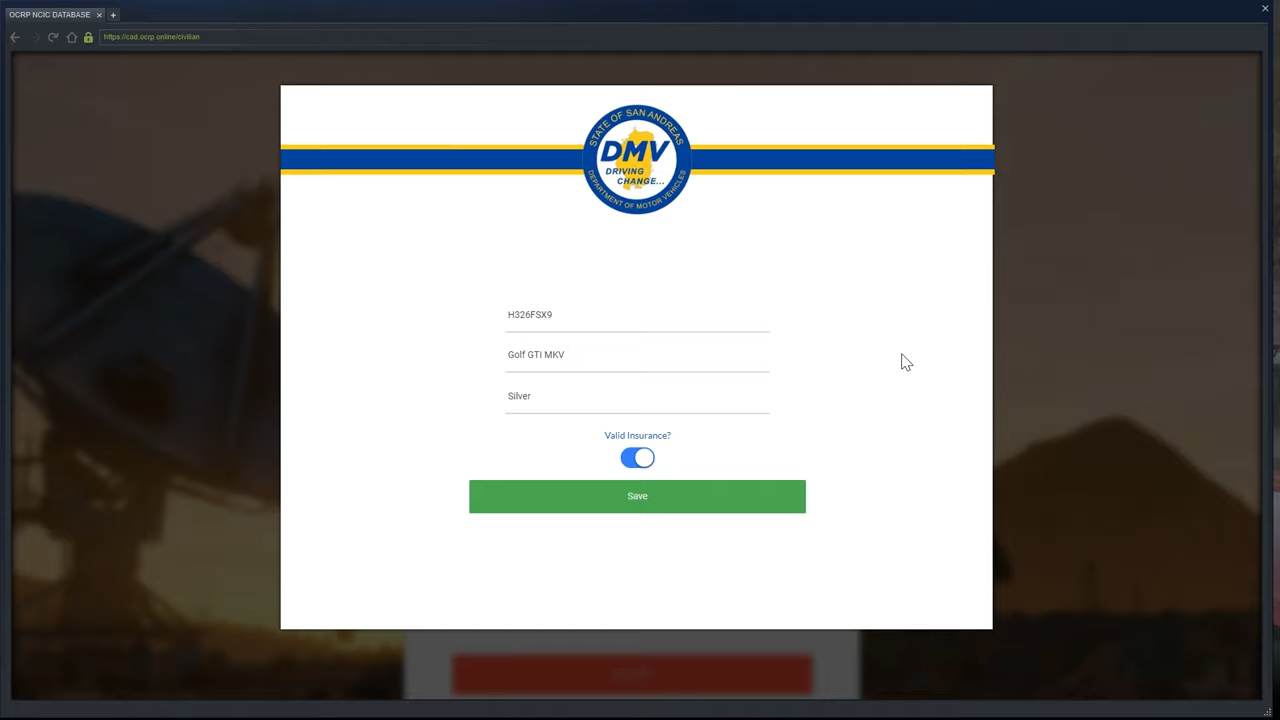 OCRP NCIC DATABASE
https://cad.ocrp.online/civilian
STATE OF SAN ANDREAS
DMV
DRIVING
CHANGE...
DEPARTMENT OF MOTOR VEHICLES
H326FSX9
Golf GTI MKV
Silver
Valid Insurance?
Save